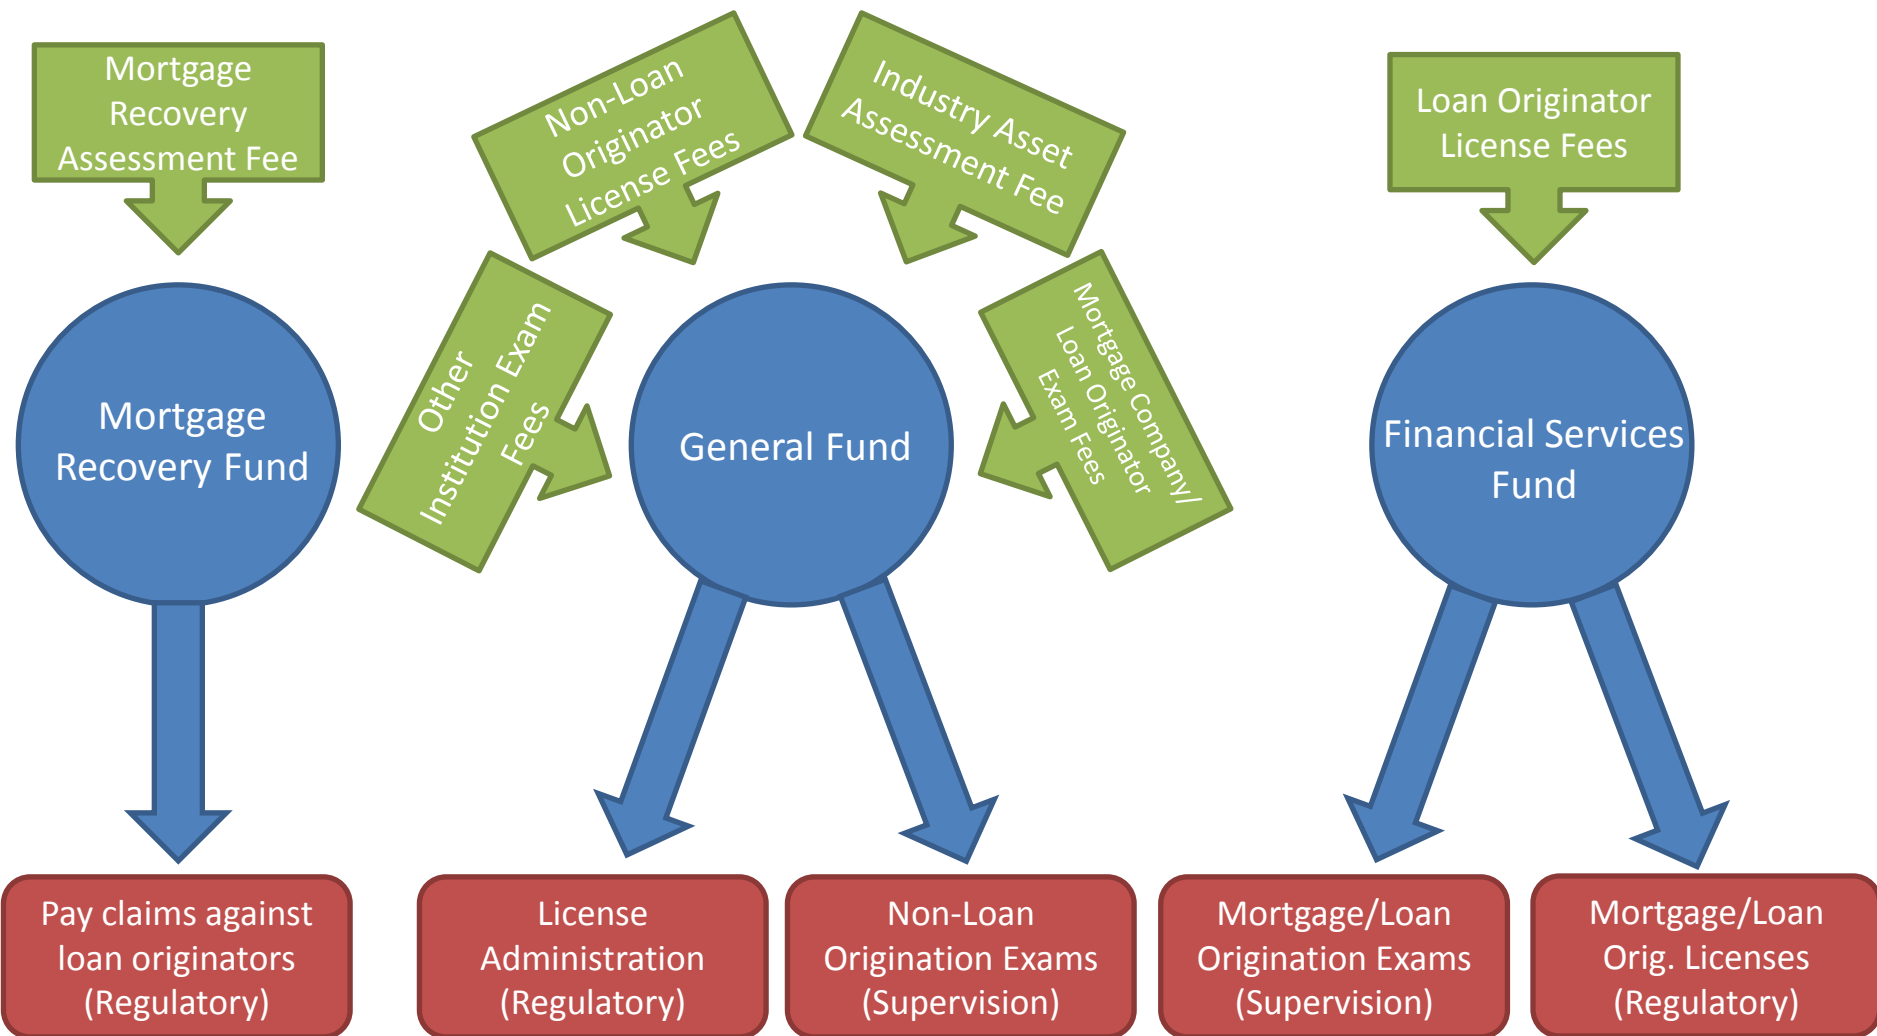 Mortgage
Recovery
Assessment Fee
Non-Loan
Originator
License Fees
Industry Asset
Assessment Fee
Loan Originator
License Fees
Other
Institution Exam
Fees
Mortgage Company/
Loan Originator
Exam Fees
Mortgage
Recovery Fund
General Fund
Financial Services
Fund
Pay claims against
loan originators
(Regulatory)
License
Administration
(Regulatory)
Non-Loan
Origination Exams
(Supervision)
Mortgage/Loan
Origination Exams
(Supervision)
Mortgage/Loan
Orig. Licenses
(Regulatory)